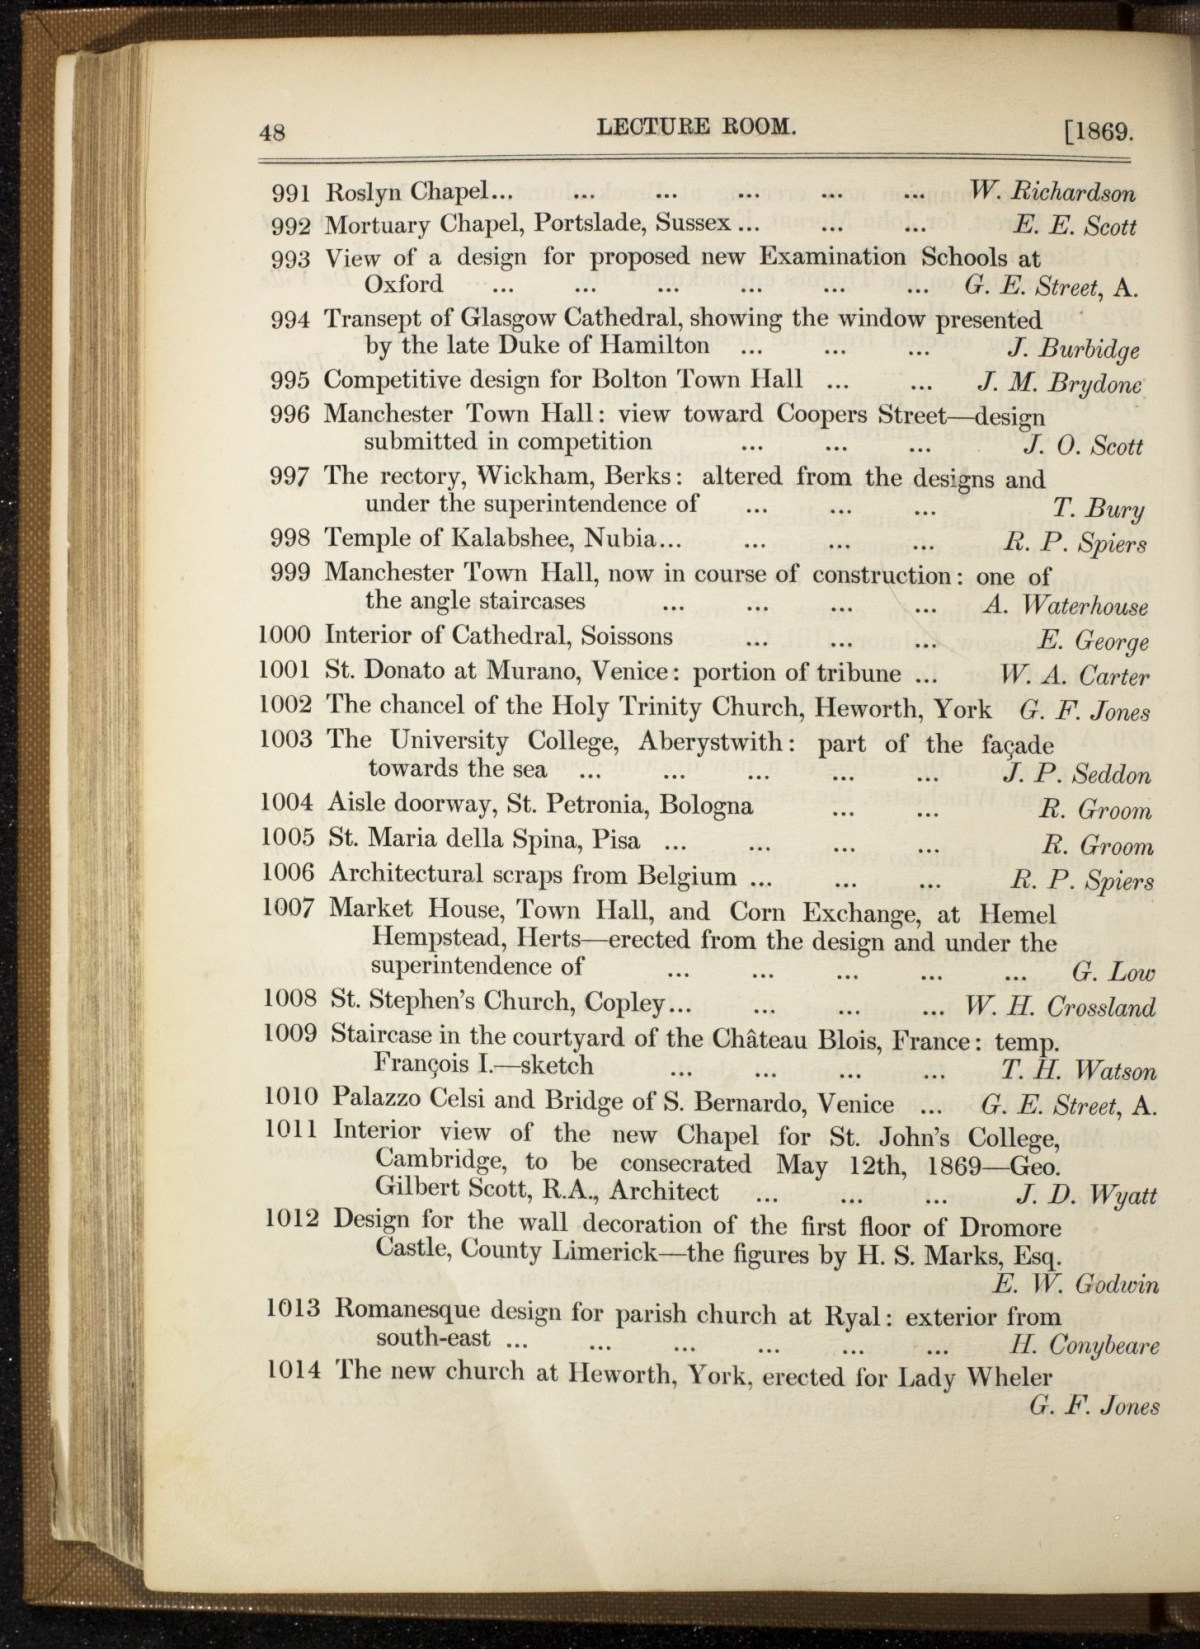 48 LECTURE ROOM. [1869.
991 Roslyn Chapel... ... ... ... ... ... W. Richardson
992 Mortuary Chapel, Portslade, Sussex ... ... ... E. E. Scott
993 View of a design for proposed new Examination Schools at
Oxford ... ... ... ... ... ... G. E. Street, A.
994 Transept of Glasgow Cathedral, showing the window presented
by the late Duke of Hamilton ... ... ... J. Burbidge
995 Competitive design for Bolton Town Hall ... ... J. M. Brydone
996 Manchester Town Hall: view toward Coopers Street—design
submitted in competition ... ... ... J. O. Scott
997 The rectory, Wickham, Berks: altered from the designs and
under the superintendence of ... ... ... T. Bury
998 Temple of Kalabshee, Nubia... ... ... ... R. P. Spiers
999 Manchester Town Hall, now in course of construction: one of
the angle staircases ... ... ... ... A. Waterhouse
1000 Interior of Cathedral, Soissons ... ... ... E. George
1001 St. Donato at Murano, Venice: portion of tribune ... W. A. Carter
1002 The chancel of the Holy Trinity Church, Heworth, York G. F. Jones
1003 The University College, Aberystwith: part of the façade
towards the sea ... ... ... ... ... J. P. Seddon
1004 Aisle doorway, St. Petronia, Bologna ... ... R. Groom
1005 St. Maria della Spina, Pisa ... ... ... ... R. Groom
1006 Architectural scraps from Belgium ... ... ... R. P. Spiers
1007 Market House, Town Hall, and Corn Exchange, at Hemel
Hempstead, Herts—erected from the design and under the
superintendence of ... ... ... ... ... G. Low
1008 St. Stephen's Church, Copley... ... ... ... W. H. Crossland
1009 Staircase in the courtyard of the Château Blois, France: temp.
François I.—sketch ... ... ... ... T. H. Watson
1010 Palazzo Celsi and Bridge of S. Bernardo, Venice ... G. E. Street, A.
1011 Interior view of the new Chapel for St. John's College,
Cambridge, to be consecrated May 12th, 1869—Geo.
Gilbert Scott, R.A., Architect ... ... ... J. D. Wyatt
1012 Design for the wall decoration of the first floor of Dromore
Castle, County Limerick—the figures by H. S. Marks, Esq.
E. W. Godwin
1013 Romanesque design for parish church at Ryal: exterior from
south-east ... ... ... ... ... ... H. Conybeare
1014 The new church at Heworth, York, erected for Lady Wheler
G. F. Jones